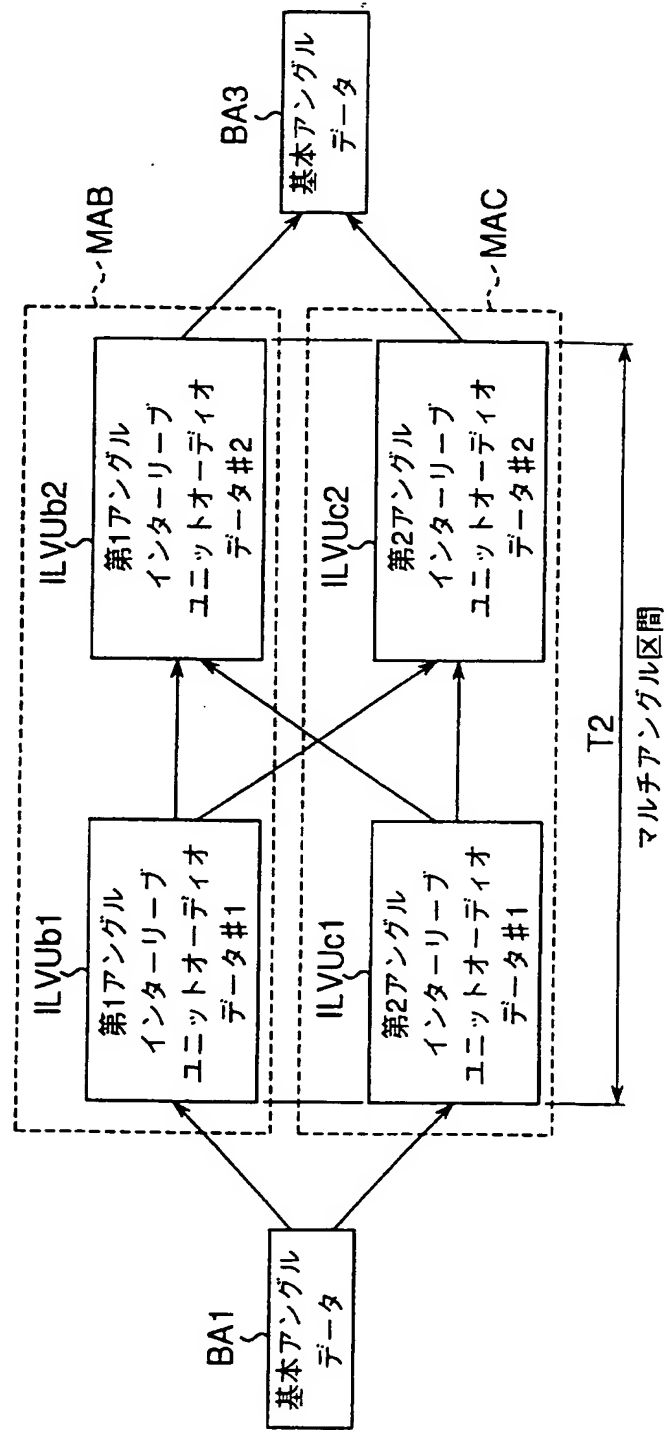 BA1
基本アングル
データ
MAB
ILVUb1
第1アングル
インターリーブ
ユニットオーディオ
データ#1
ILVUb2
第1アングル
インターリーブ
ユニットオーディオ
データ#2
ILVUc1
第2アングル
インターリーブ
ユニットオーディオ
データ#1
ILVUc2
第2アングル
インターリーブ
ユニットオーディオ
データ#2
MAC
BA3
基本アングル
データ
T2
マルチアングル区間